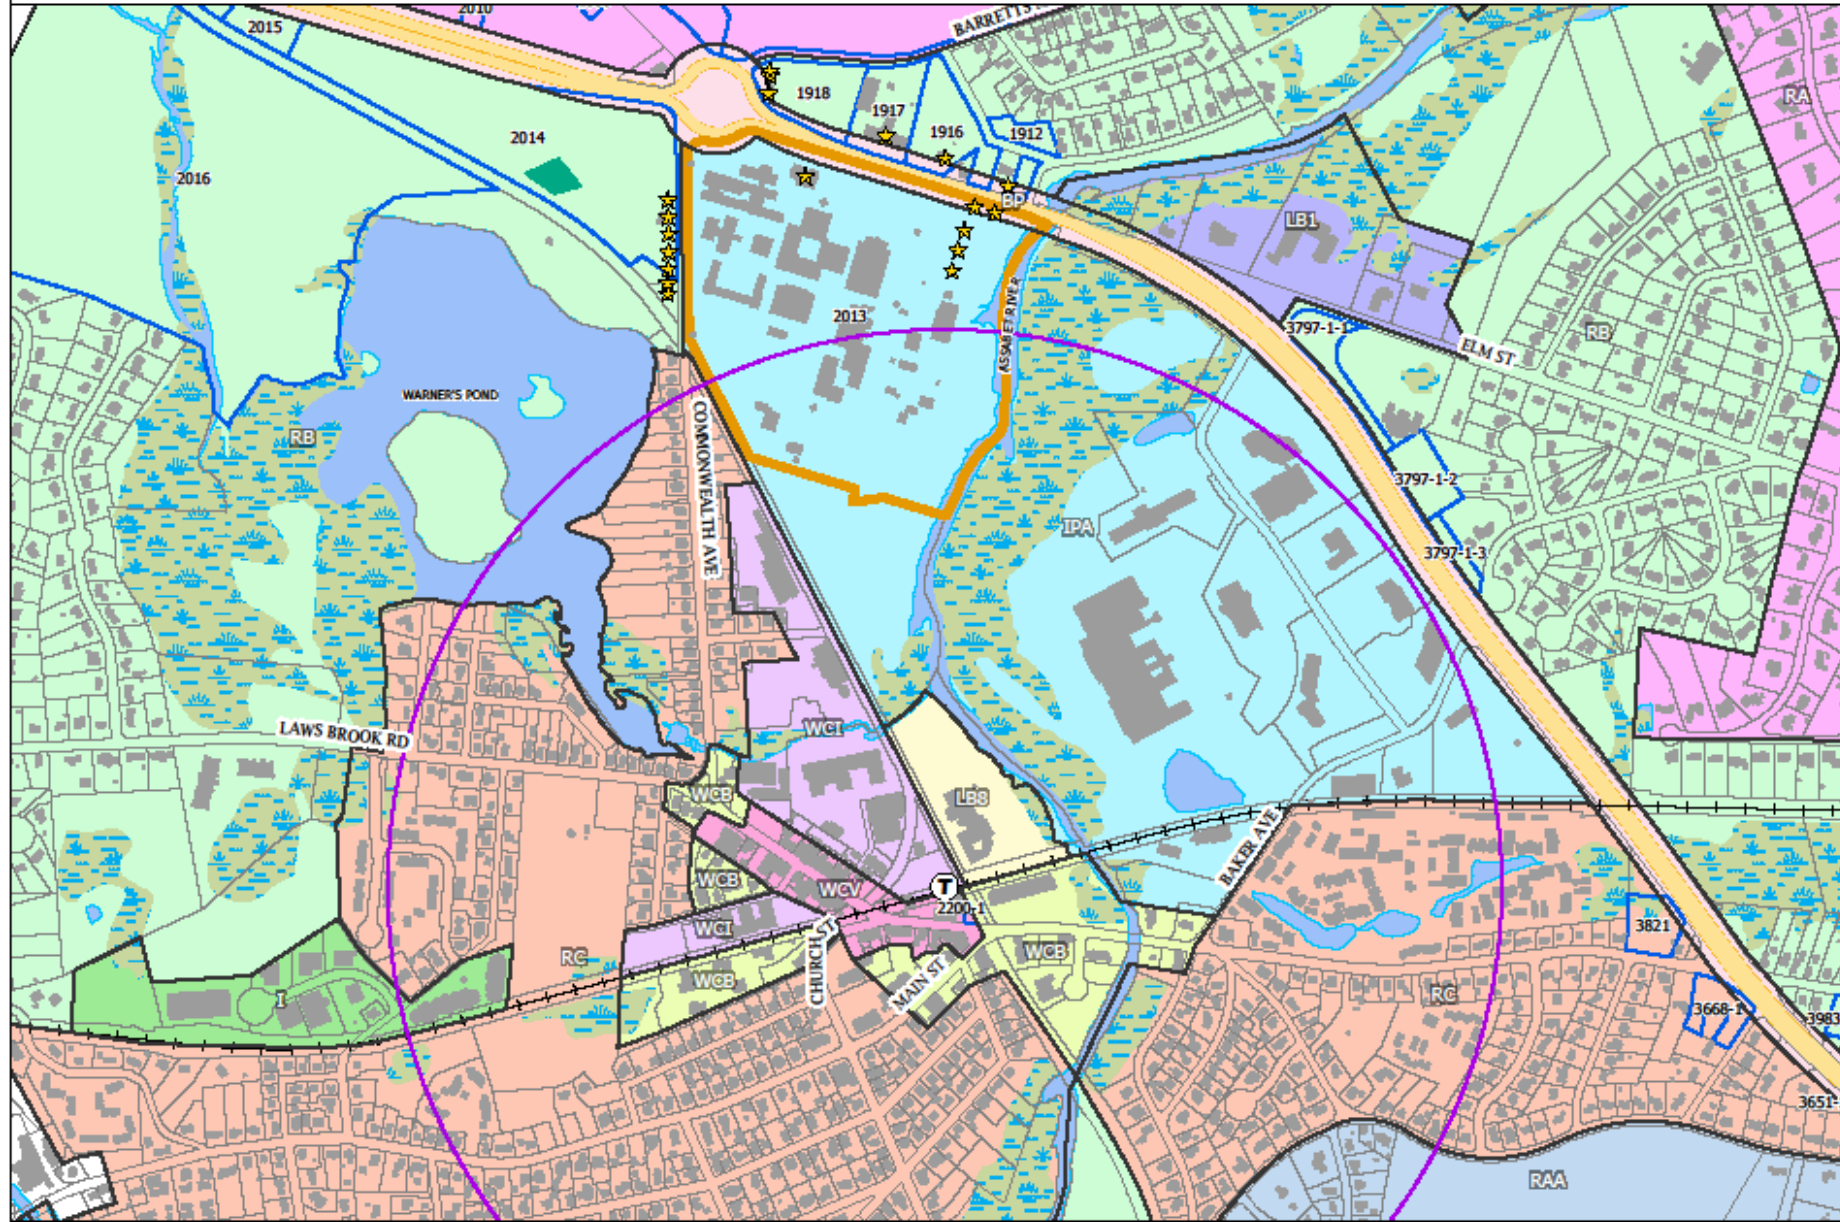 2010
2015
BARRETTS
1918
1917
1916
1912
2014
2016
RA
BP
LB1
2013
ASSABET RIVER
3797-1-1
RB
ELM ST
WARNER'S POND
COMMONWEALTH AVE
RB
3797-1-2
IPA
3797-1-3
LAWS BROOK RD
WCI
WCB
LB8
BAKER AVE
WCB
WCV
T
2200-1
WCI
CHURCH ST
3821
RC
WCB
WCB
MAIN ST
I
RC
3668-1
3983
3651-
RAA